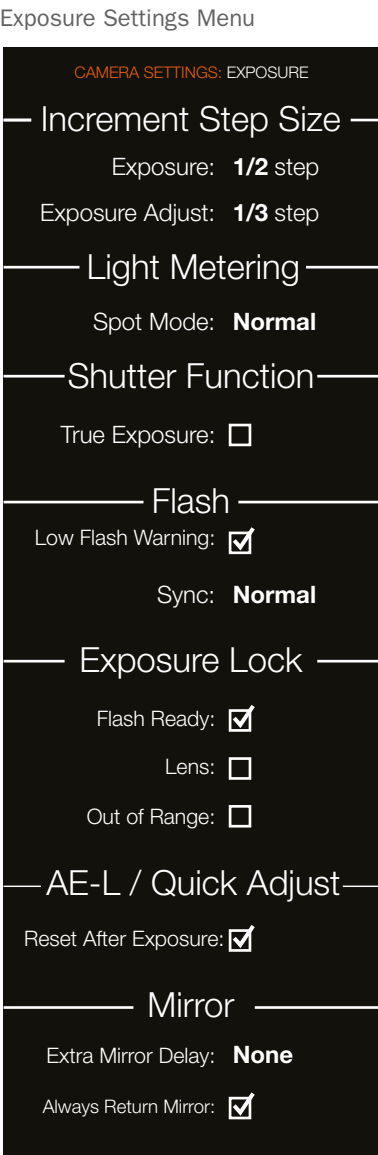 Exposure Settings Menu
CAMERA SETTINGS: EXPOSURE
Increment Step Size
Exposure: 1/2 step
Exposure Adjust: 1/3 step
Light Metering
Spot Mode: Normal
Shutter Function
True Exposure:
Flash
Low Flash Warning:
Sync: Normal
Exposure Lock
Flash Ready:
Lens:
Out of Range:
AE-L / Quick Adjust
Reset After Exposure:
Mirror
Extra Mirror Delay: None
Always Return Mirror: